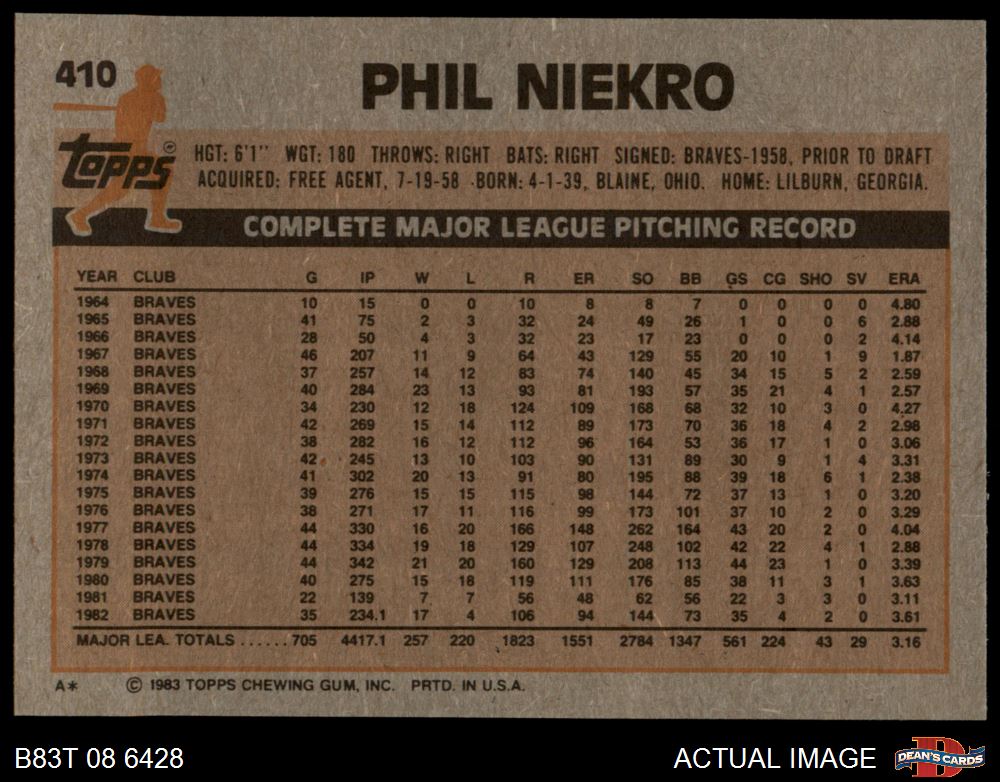 410
PHIL NIEKRO
Topps
HGT: 6'1" WGT: 180 THROWS: RIGHT BATS: RIGHT SIGNED: BRAVES-1958, PRIOR TO DRAFT
ACQUIRED: FREE AGENT, 7-19-58 BORN: 4-1-39, BLAINE, OHIO. HOME: LILBURN, GEORGIA.
COMPLETE MAJOR LEAGUE PITCHING RECORD
YEAR CLUB G IP W L R ER SO BB GS CG SHO SV ERA
1964 BRAVES 10 15 0 0 10 8 8 7 0 0 0 0 4.80
1965 BRAVES 41 75 2 3 32 24 49 26 1 0 0 6 2.88
1966 BRAVES 28 50 4 3 32 23 17 23 0 0 0 2 4.14
1967 BRAVES 46 207 11 9 64 43 129 55 20 10 1 9 1.87
1968 BRAVES 37 257 14 12 83 74 140 45 34 15 5 2 2.59
1969 BRAVES 40 284 23 13 93 81 193 57 35 21 4 1 2.57
1970 BRAVES 34 230 12 18 124 109 168 68 32 10 3 0 4.27
1971 BRAVES 42 269 15 14 112 89 173 70 36 18 4 2 2.98
1972 BRAVES 38 282 16 12 112 96 164 53 36 17 1 0 3.06
1973 BRAVES 42 245 13 10 103 90 131 89 30 9 1 4 3.31
1974 BRAVES 41 302 20 13 91 80 195 88 39 18 6 1 2.38
1975 BRAVES 39 276 15 15 115 98 144 72 37 13 1 0 3.20
1976 BRAVES 38 271 17 11 116 99 173 101 37 10 2 0 3.29
1977 BRAVES 44 330 16 20 166 148 262 164 43 20 2 0 4.04
1978 BRAVES 44 334 19 18 129 107 248 102 42 22 4 1 2.88
1979 BRAVES 44 342 21 20 160 129 208 113 44 23 1 0 3.39
1980 BRAVES 40 275 15 18 119 111 176 85 38 11 3 1 3.63
1981 BRAVES 22 139 7 7 56 48 62 56 22 3 3 0 3.11
1982 BRAVES 35 234.1 17 4 106 94 144 73 35 4 2 0 3.61
MAJOR LEA. TOTALS ......705 4417.1 257 220 1823 1551 2784 1347 561 224 43 29 3.16
A* © 1983 TOPPS CHEWING GUM, INC. PRTD. IN U.S.A.
B83T 08 6428 ACTUAL IMAGE DEAN'S CARDS